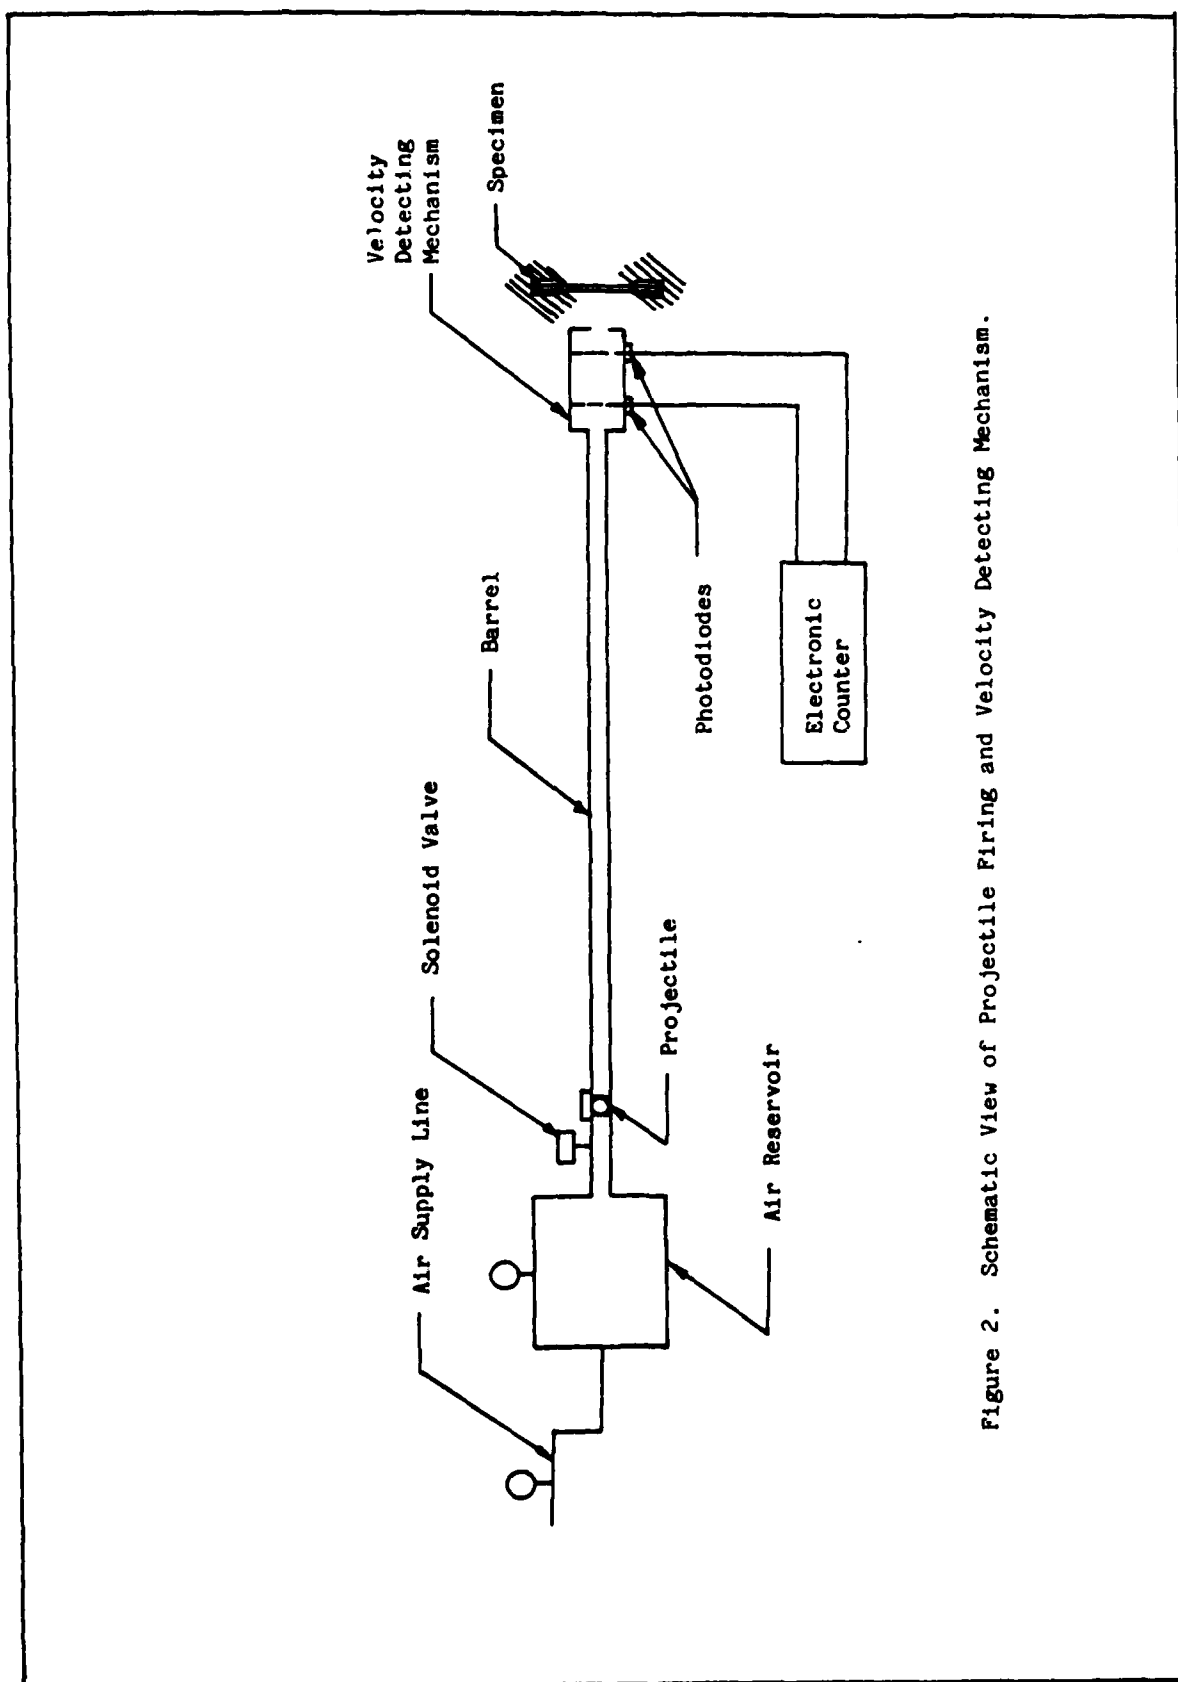 Velocity
Detecting
Mechanism
Specimen
Barrel
Solenoid Valve
Air Supply Line
Photodiodes
Electronic
Counter
Projectile
Air Reservoir
Figure 2. Schematic View of Projectile Firing and Velocity Detecting Mechanism.